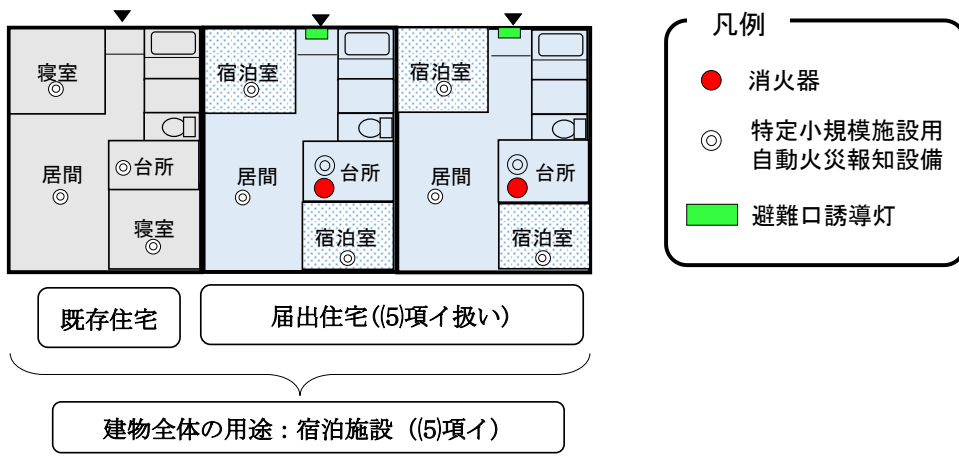 寝室
居間
台所
寝室
宿泊室
居間
台所
宿泊室
宿泊室
居間
台所
宿泊室
既存住宅
届出住宅((5)項イ扱い)
建物全体の用途：宿泊施設 ((5)項イ)
凡例
消火器
特定小規模施設用
自動火災報知設備
避難口誘導灯